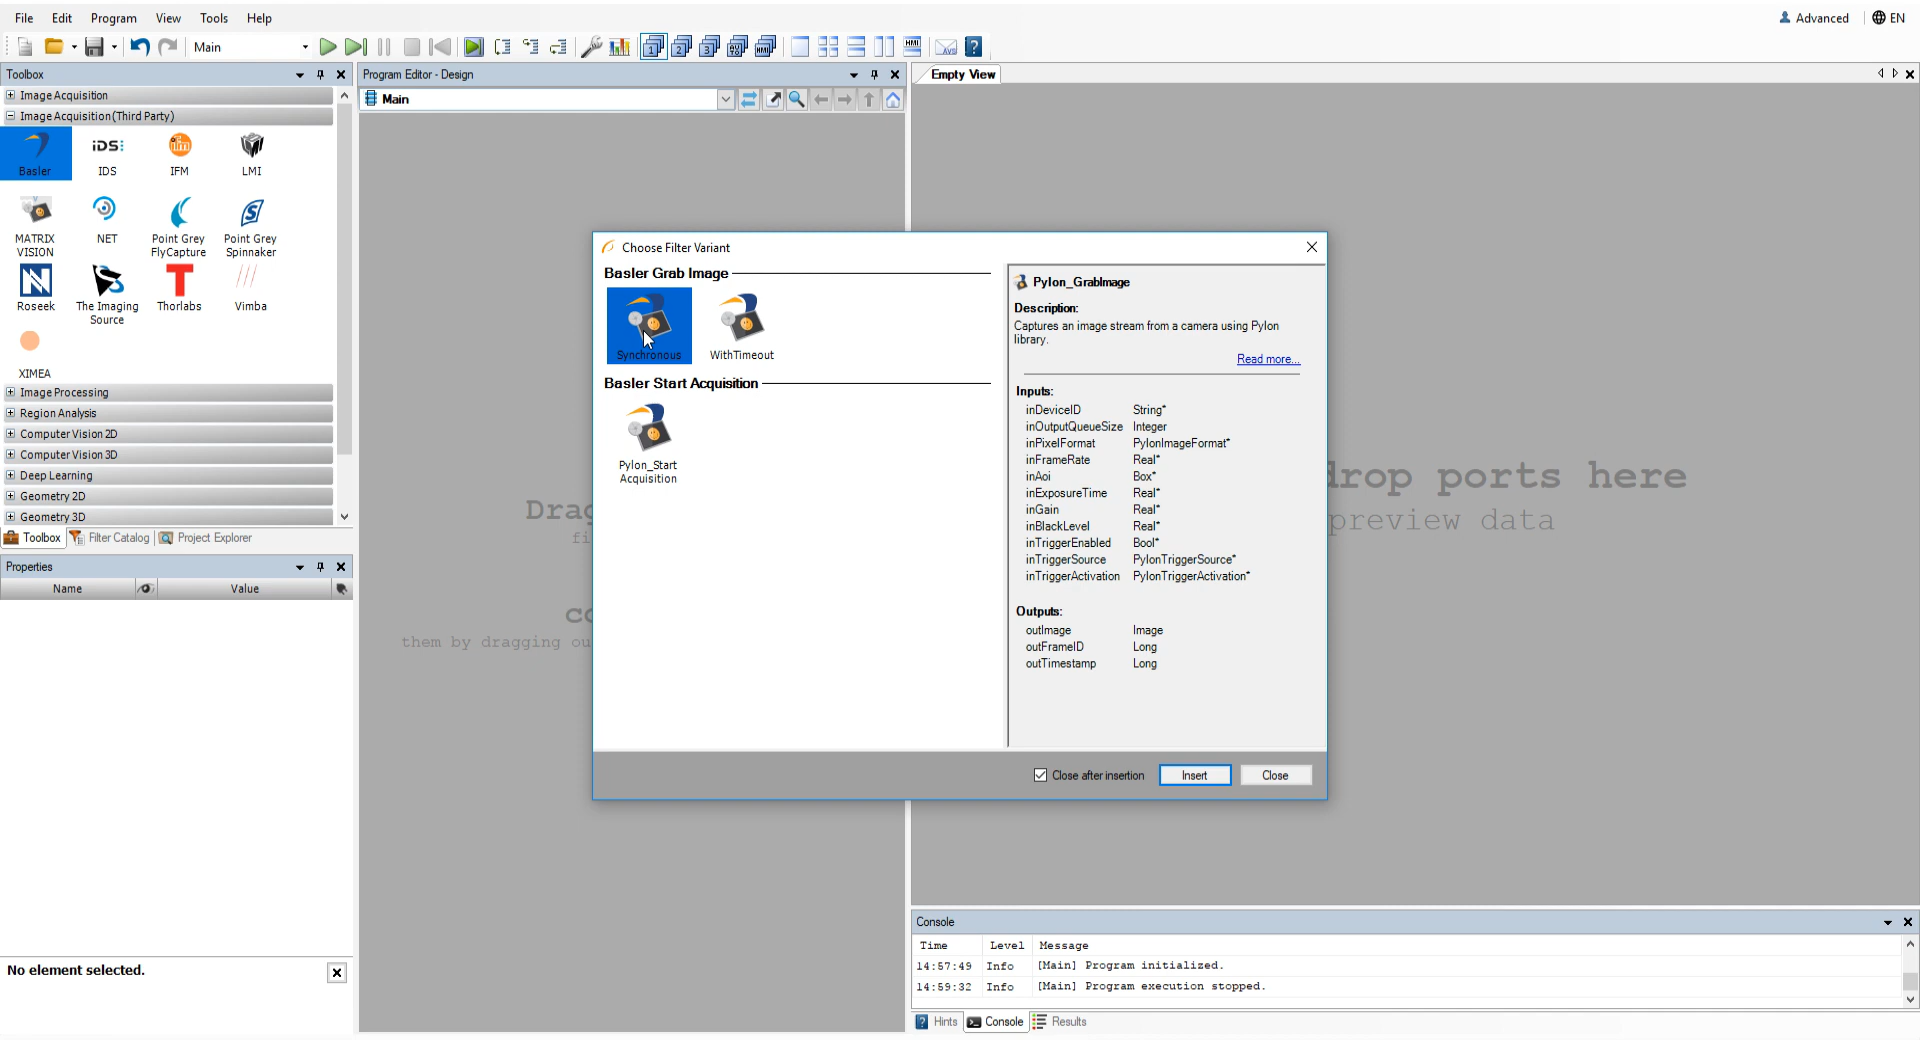 File Edit Program View Tools Help
Advanced EN
Main
Toolbox
Program Editor - Design
Empty View
Image Acquisition
Main
Image Acquisition (Third Party)
iDS:
ifm
Basler IDS IFM LMI
MATRIX VISION
NET
Point Grey FlyCapture
Point Grey Spinnaker
Roseek
The Imaging Source
Thorlabs
Vimba
XIMEA
Image Processing
Region Analysis
Computer Vision 2D
Computer Vision 3D
Deep Learning
Geometry 2D
Geometry 3D
Toolbox Filter Catalog Project Explorer
Properties
Name Value
No element selected.
them by dragging
drop ports here
preview data
Choose Filter Variant
Basler Grab Image
Synchronous WithTimeout
Basler Start Acquisition
Pylon_Start
Acquisition
Pylon_GrabImage
Description:
Captures an image stream from a camera using Pylon
library.
Read more...
Inputs:
inDeviceID String*
inOutputQueueSize Integer
inPixelFormat PylonImageFormat*
inFrameRate Real*
inAoi Box*
inExposureTime Real*
inGain Real*
inBlackLevel Real*
inTriggerEnabled Bool*
inTriggerSource PylonTriggerSource*
inTriggerActivation PylonTriggerActivation*
Outputs:
outImage Image
outFrameID Long
outTimestamp Long
Close after insertion Insert Close
Console
Time Level Message
14:57:49 Info [Main] Program initialized.
14:59:32 Info [Main] Program execution stopped.
Hints Console Results